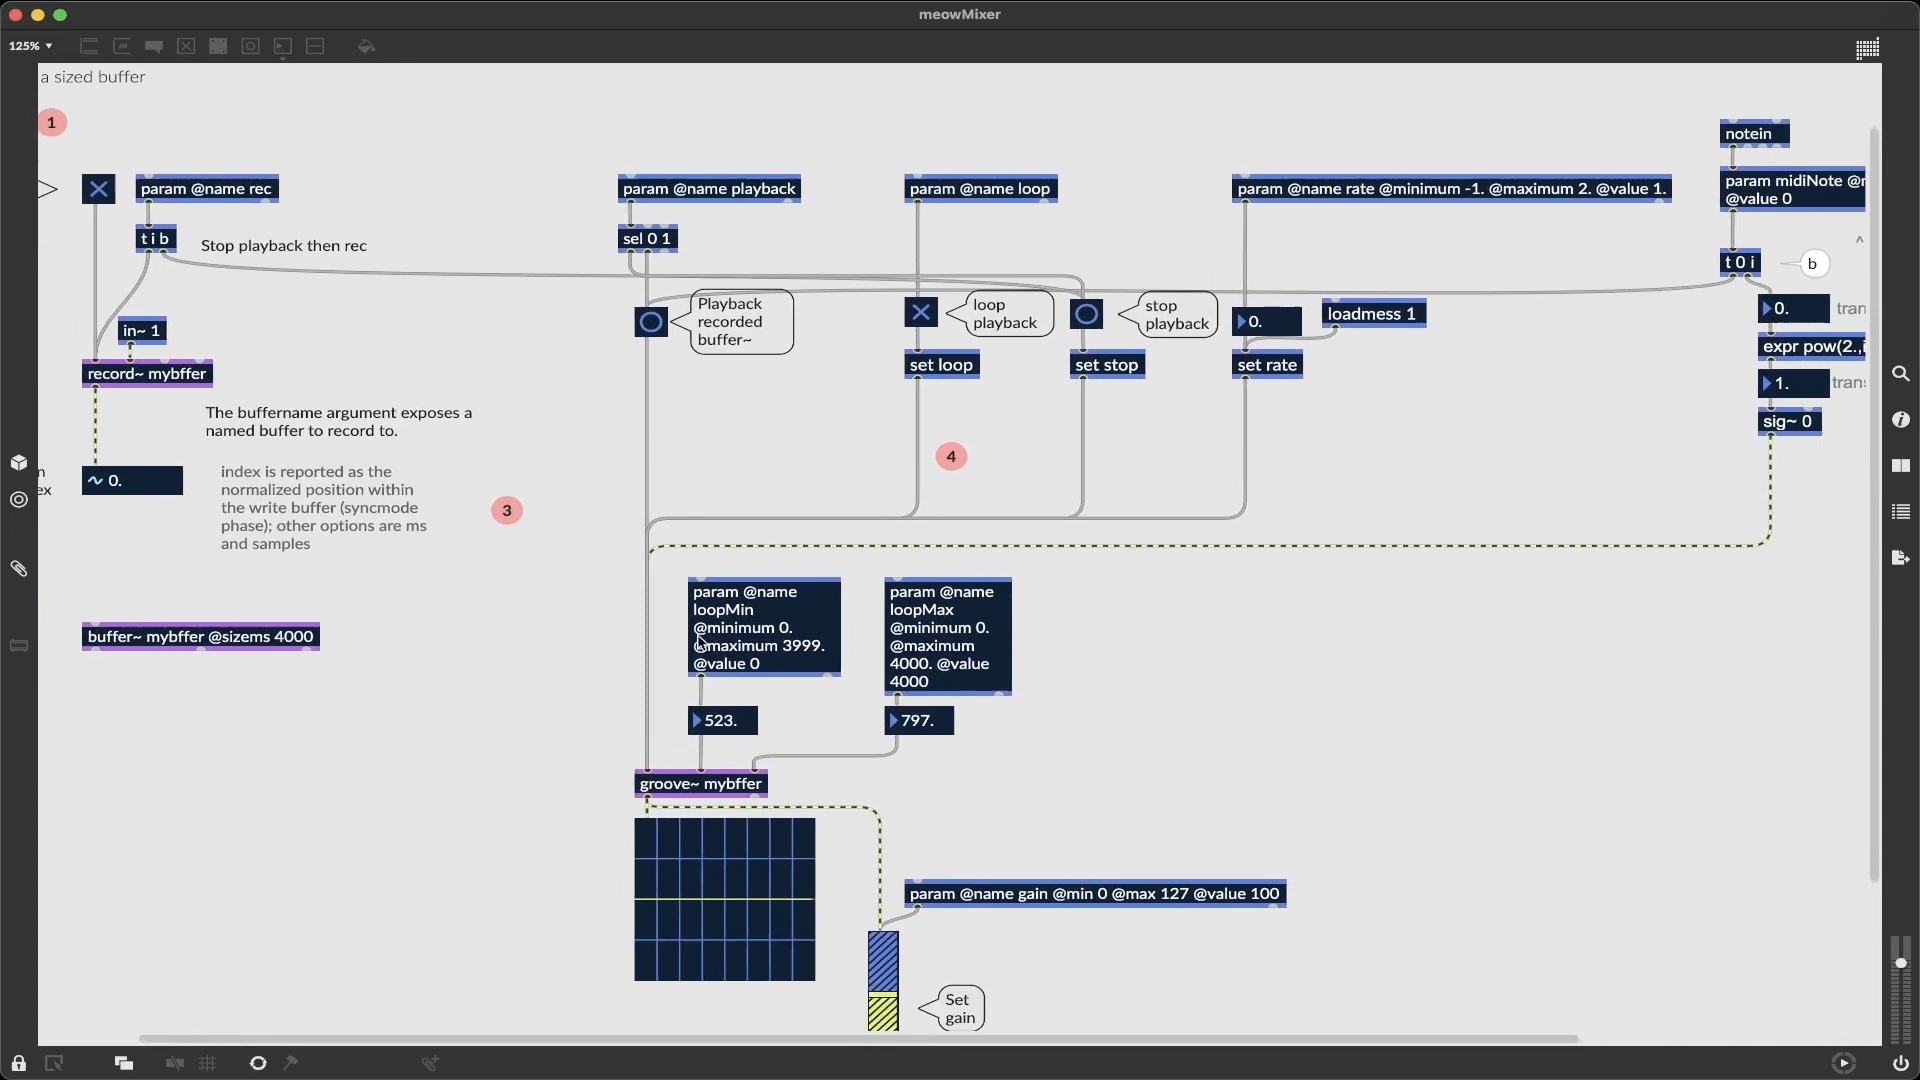 meowMixer
125%
a sized buffer
1
param @name rec
param @name playback
param @name loop
param @name rate @minimum -1. @maximum 2. @value 1.
notein
param midiNote
@value 0
t i b
Stop playback then rec
sel 0 1
t 0 i
b
Playback
recorded
buffer~
loop
playback
stop
playback
0.
loadmess 1
0.
in~ 1
expr pow(2.,
record~ mybffer
set loop
set stop
set rate
1.
sig~ 0
The buffername argument exposes a
named buffer to record to.
4
0.
index is reported as the
normalized position within
the write buffer (syncmode
phase); other options are ms
and samples
3
param @name
loopMin
@minimum 0.
@maximum 3999.
@value 0
param @name
loopMax
@minimum 0.
@maximum
4000. @value
4000
buffer~ mybffer @sizems 4000
523.
797.
groove~ mybffer
param @name gain @min 0 @max 127 @value 100
Set
gain